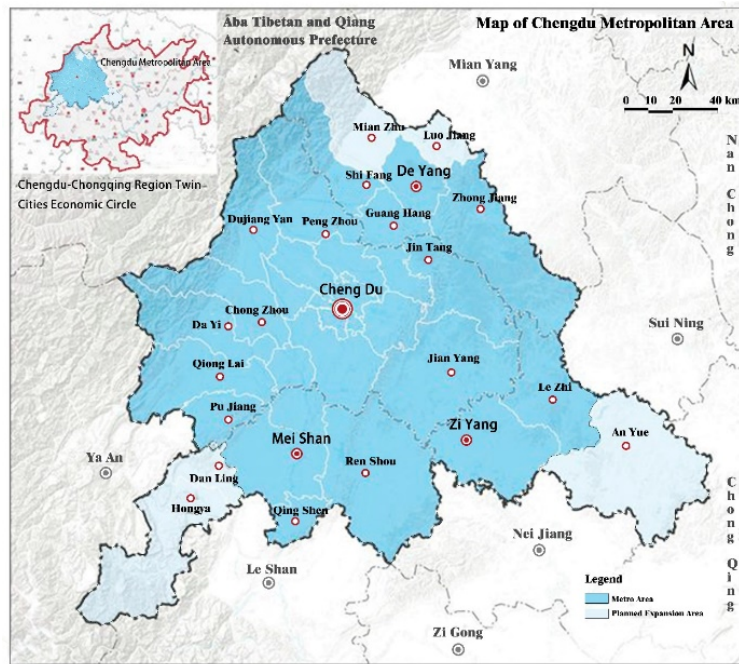 Āba Tibetan and Qiang
Autonomous Prefecture
Map of Chengdu Metropolitan Area
Chengdu Metropolitan Area
N
Mian Yang
0 10 20 40 km
Mian Zhu
Luo Jiang
Nan Chong
Shi Fang
De Yang
Chengdu-Chongqing Region Twin
Cities Economic Circle
Zhong Jiang
Dujiang Yan
Peng Zhou
Guang Hang
Jin Tang
Cheng Du
Chong Zhou
Da Yi
Sui Ning
Qiong Lai
Jian Yang
Le Zhi
Pu Jiang
Mei Shan
Zi Yang
An Yue
Ya An
Dan Ling
Ren Shou
Hongya
Qing Shen
Chong Qing
Nei Jiang
Le Shan
Legend
Metro Area
Planned Expansion Area
Zi Gong